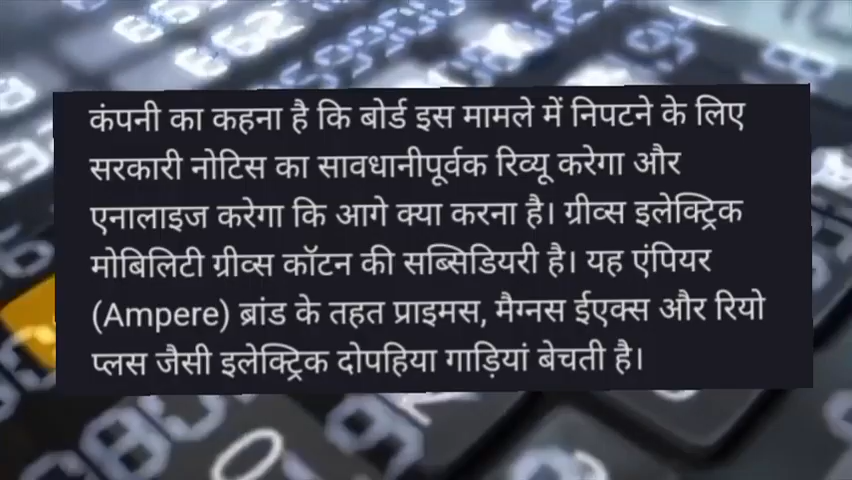 कंपनी का कहना है कि बोर्ड इस मामले में निपटने के लिए
सरकारी नोटिस का सावधानीपूर्वक रिव्यू करेगा और
एनालाइज करेगा कि आगे क्या करना है। ग्रीव्स इलेक्ट्रिक
मोबिलिटी ग्रीव्स कॉटन की सब्सिडियरी है। यह एंपियर
(Ampere) ब्रांड के तहत प्राइमस, मैग्नस ईएक्स और रियो
प्लस जैसी इलेक्ट्रिक दोपहिया गाड़ियां बेचती है।